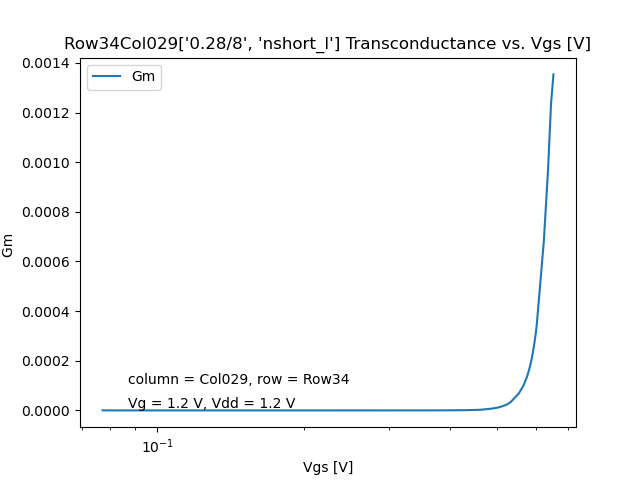 Row34Col029['0.28/8', 'nshort_l'] Transconductance vs. Vgs [V]
Gm
0.0014
0.0012
0.0010
0.0008
0.0006
0.0004
0.0002
0.0000
Gm
column = Col029, row = Row34
Vg = 1.2 V, Vdd = 1.2 V
10⁻¹
Vgs [V]